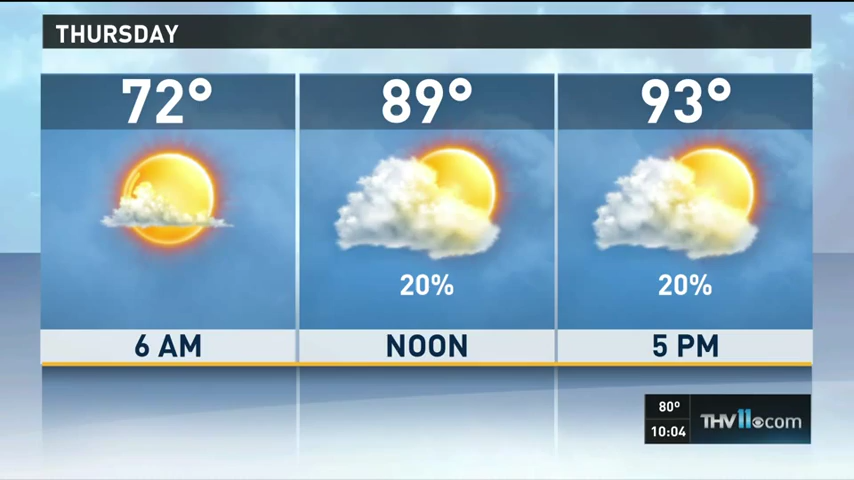 THURSDAY
72° 89° 93°
20% 20%
6 AM NOON 5 PM
80°
10:04
THV11.com